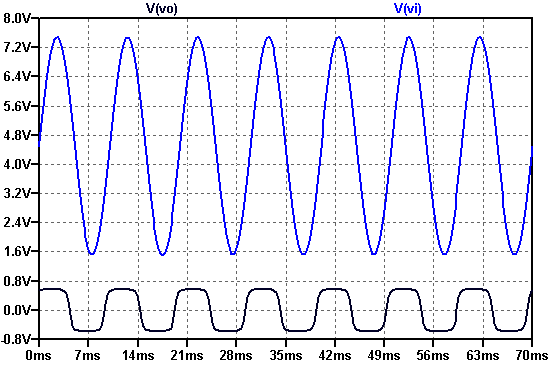 V(vo) V(vi)
8.0V
7.2V
6.4V
5.6V
4.8V
4.0V
3.2V
2.4V
1.6V
0.8V
0.0V
-0.8V
0ms 7ms 14ms 21ms 28ms 35ms 42ms 49ms 56ms 63ms 70ms